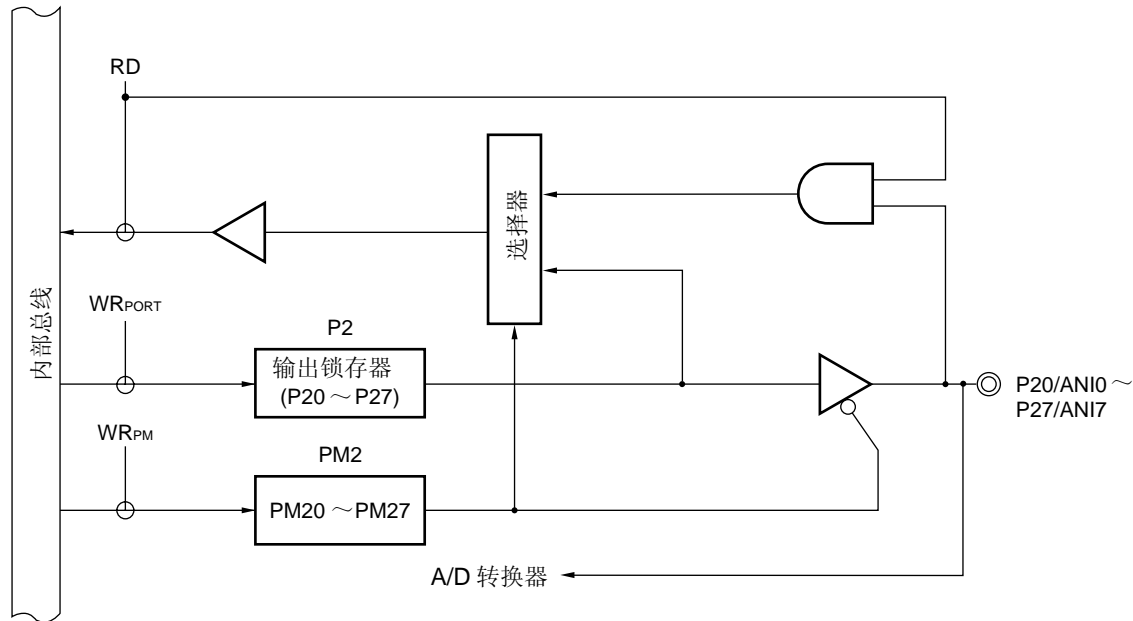 RD
选择器
内部总线
WRPORT
P2
输出锁存器
(P20～P27)
P20/ANI0～
P27/ANI7
WRPM
PM2
PM20～PM27
A/D 转换器